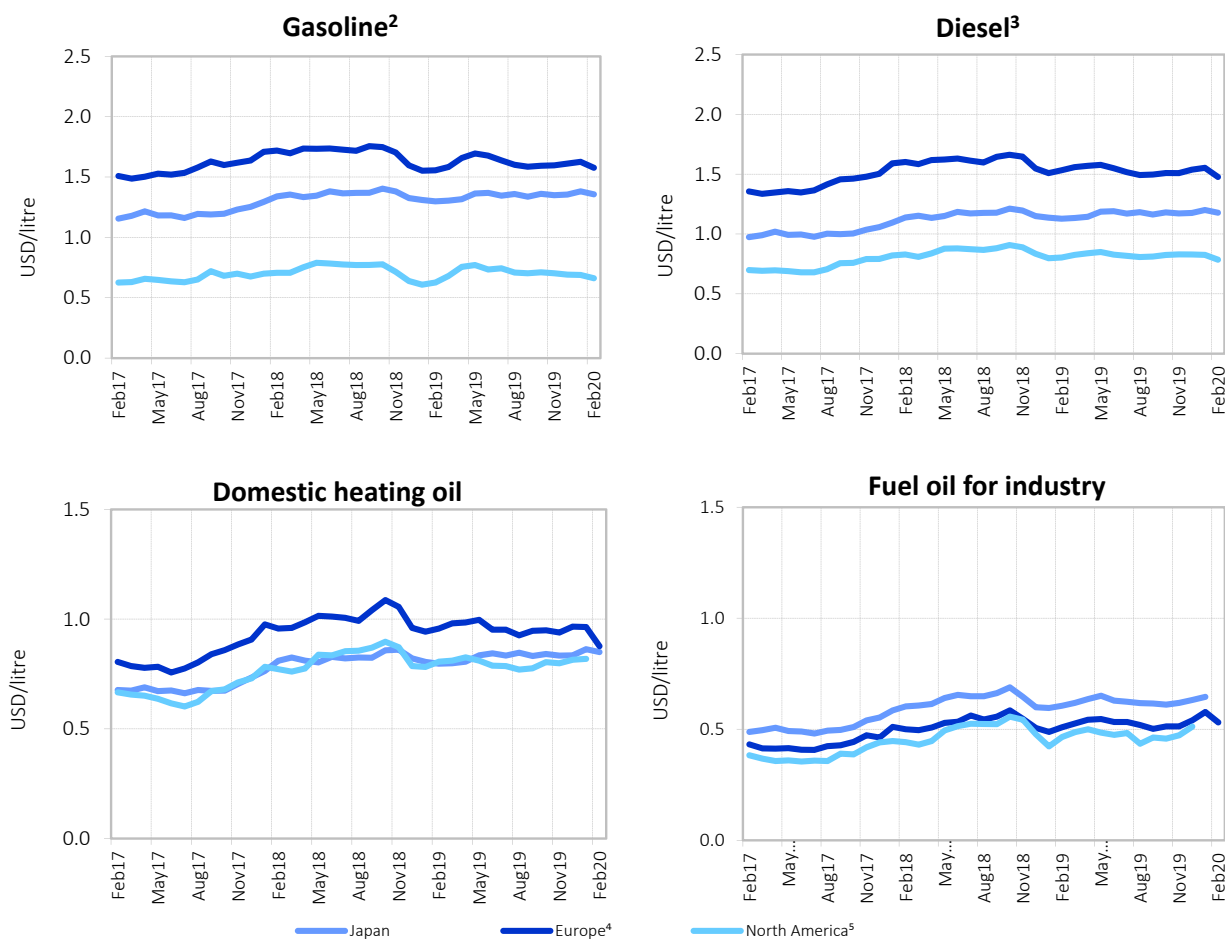 Gasoline²
2.5
2.0
1.5
1.0
0.5
0.0
USD/litre
Feb17 May17 Aug17 Nov17 Feb18 May18 Aug18 Nov18 Feb19 May19 Aug19 Nov19 Feb20
Diesel³
2.5
2.0
1.5
1.0
0.5
0.0
USD/litre
Feb17 May17 Aug17 Nov17 Feb18 May18 Aug18 Nov18 Feb19 May19 Aug19 Nov19 Feb20
Domestic heating oil
1.5
1.0
0.5
0.0
USD/litre
Feb17 May17 Aug17 Nov17 Feb18 May18 Aug18 Nov18 Feb19 May19 Aug19 Nov19 Feb20
Fuel oil for industry
1.5
1.0
0.5
0.0
USD/litre
Feb17 May... Aug17 Nov17 Feb18 May... Aug18 Nov18 Feb19 May... Aug19 Nov19 Feb20
Japan Europe⁴ North America⁵